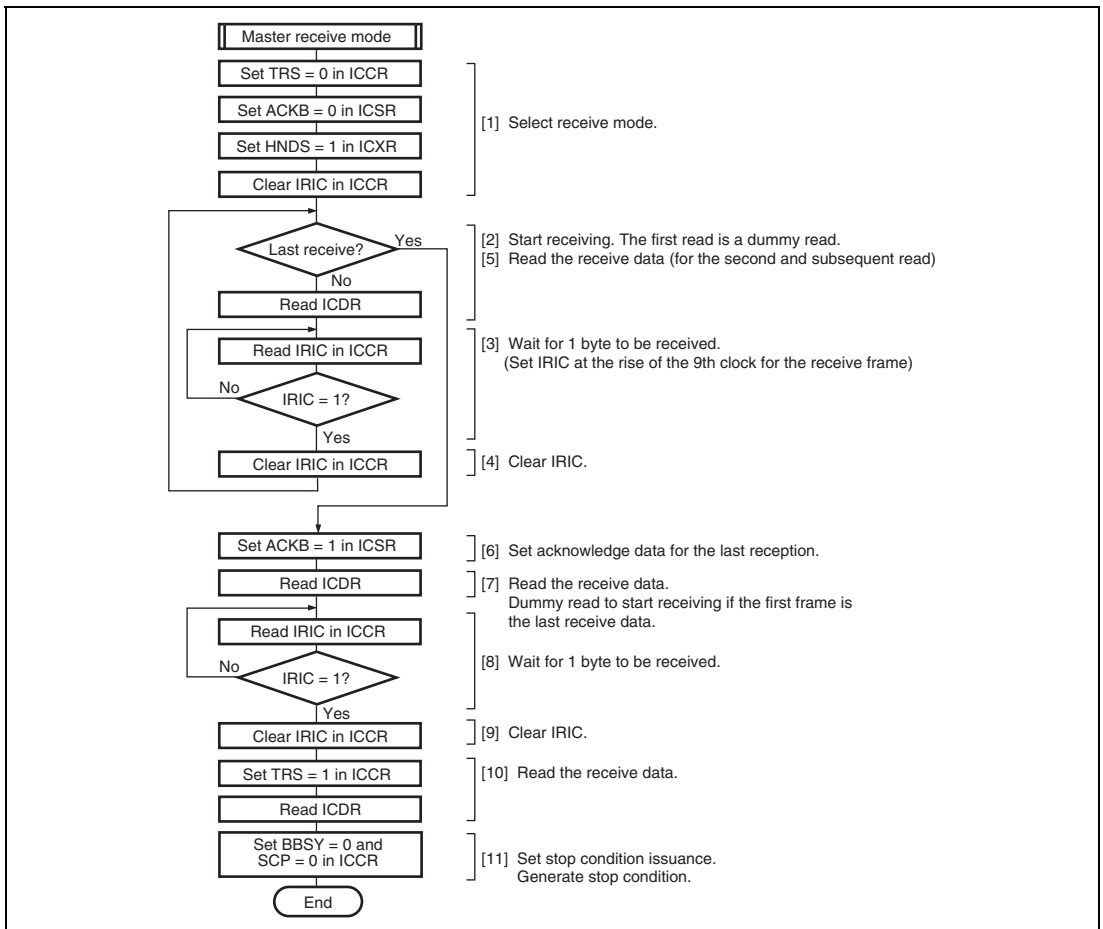 Master receive mode
Set TRS = 0 in ICCR
Set ACKB = 0 in ICSR
[1] Select receive mode.
Set HNDS = 1 in ICXR
Clear IRIC in ICCR
Last receive?
Yes
[2] Start receiving. The first read is a dummy read.
[5] Read the receive data (for the second and subsequent read)
No
Read ICDR
Read IRIC in ICCR
[3] Wait for 1 byte to be received.
(Set IRIC at the rise of the 9th clock for the receive frame)
No
IRIC = 1?
Yes
Clear IRIC in ICCR
[4] Clear IRIC.
Set ACKB = 1 in ICSR
[6] Set acknowledge data for the last reception.
Read ICDR
[7] Read the receive data.
Dummy read to start receiving if the first frame is
the last receive data.
Read IRIC in ICCR
[8] Wait for 1 byte to be received.
No
IRIC = 1?
Yes
Clear IRIC in ICCR
[9] Clear IRIC.
Set TRS = 1 in ICCR
[10] Read the receive data.
Read ICDR
Set BBSY = 0 and
SCP = 0 in ICCR
[11] Set stop condition issuance.
Generate stop condition.
End